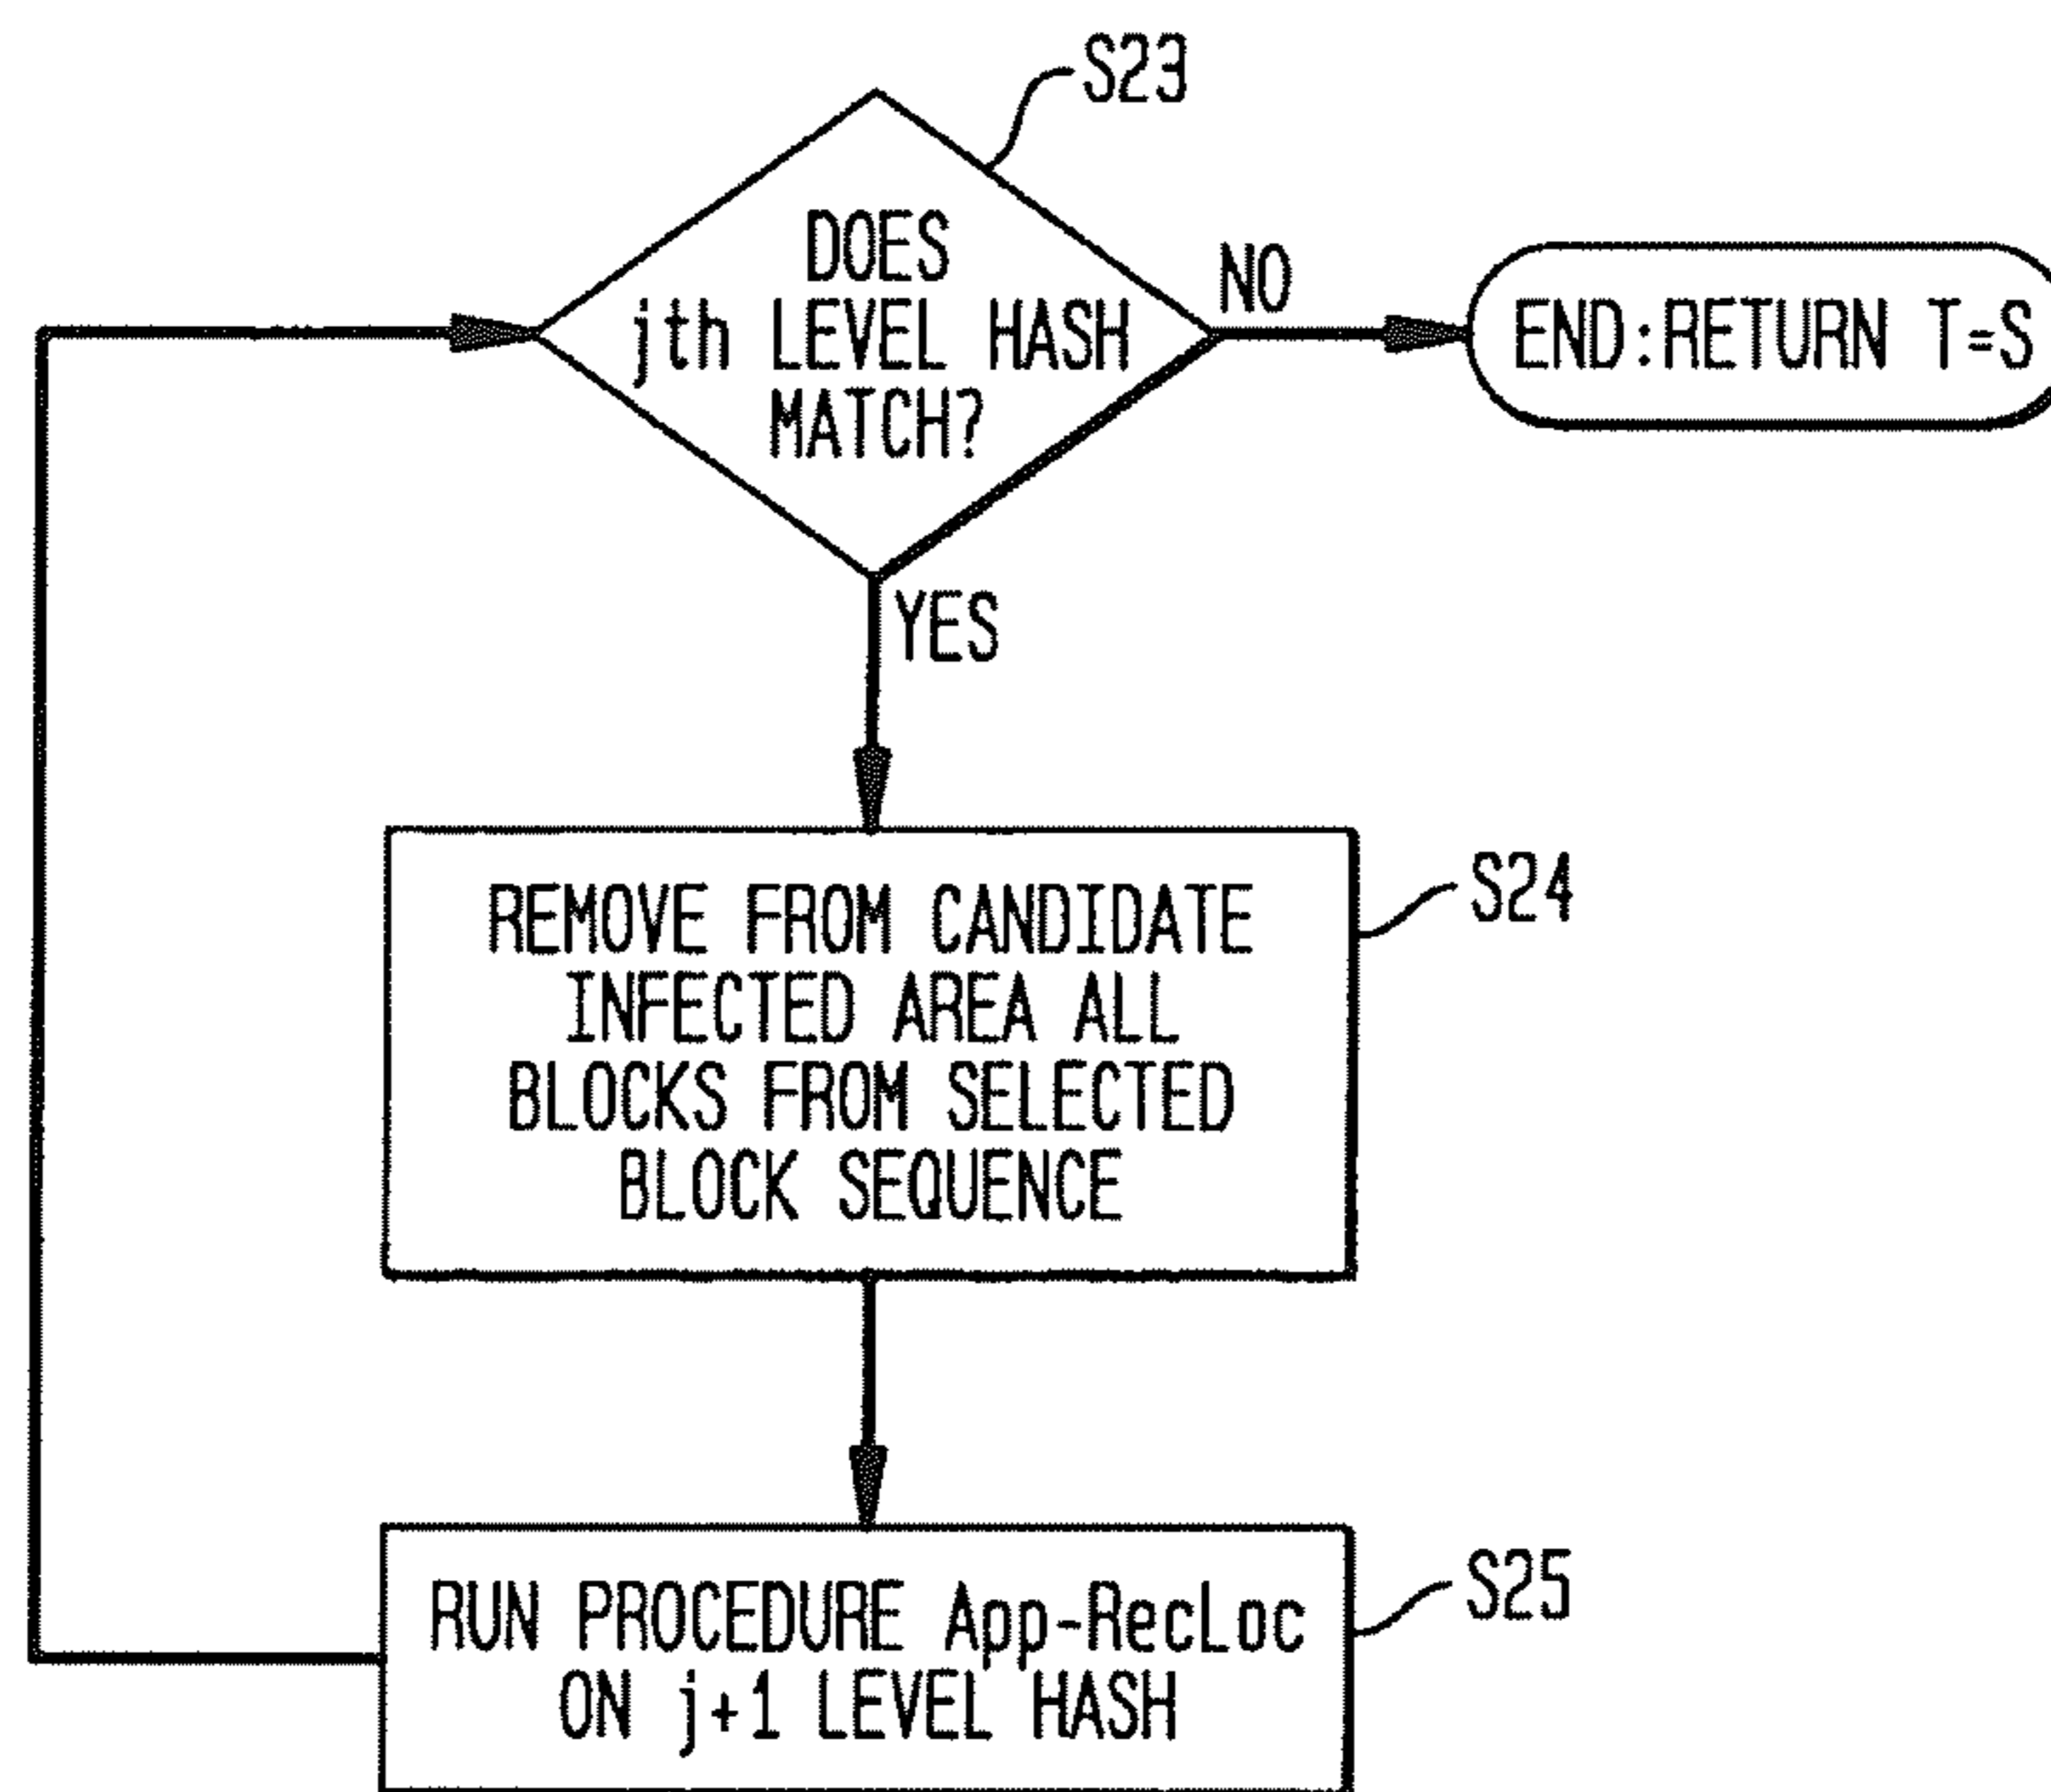 S23
DOES
jth LEVEL HASH
MATCH?
NO
END:RETURN T=S
YES
REMOVE FROM CANDIDATE
INFECTED AREA ALL
BLOCKS FROM SELECTED
BLOCK SEQUENCE
S24
RUN PROCEDURE App-RecLoc
ON j+1 LEVEL HASH
S25